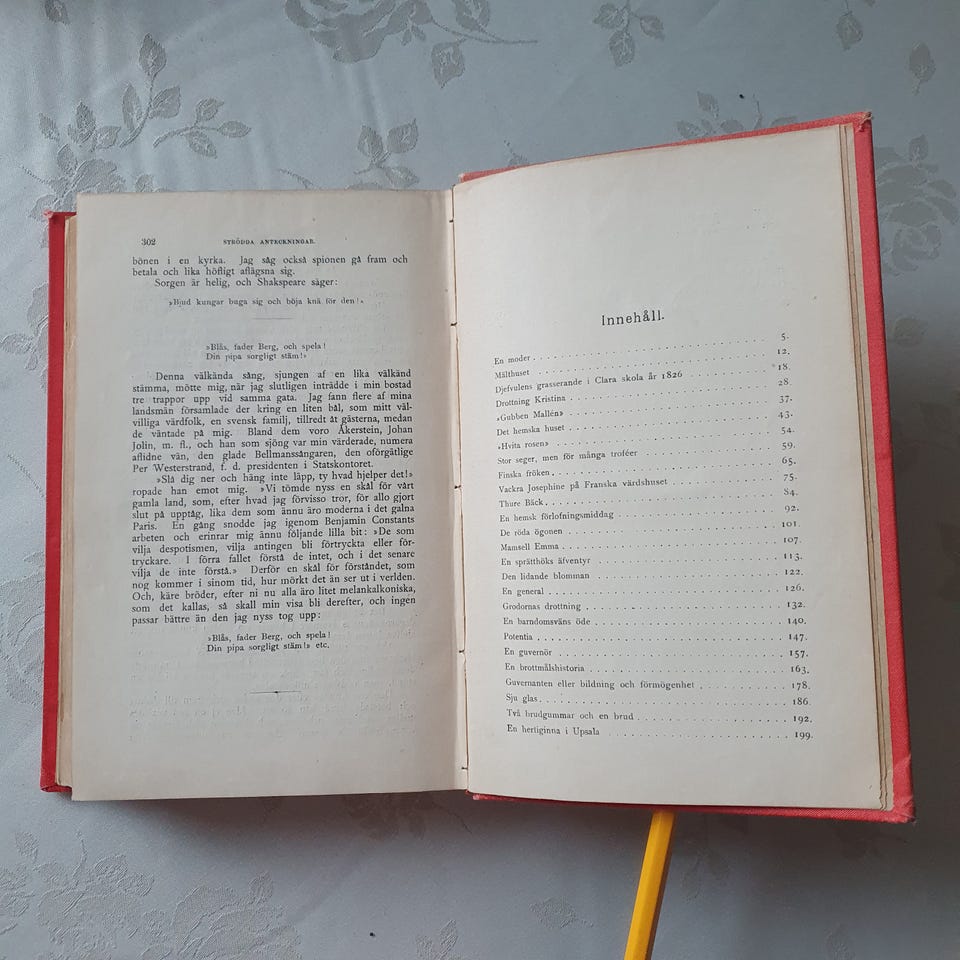 302
STRÖDDA ANTECKNINGAR.
bönen i en kyrka. Jag såg också spionen gå fram och
betala och lika höfligt aflägsna sig.
Sorgen är helig, och Shakspeare säger:
»Bjud kungar buga sig och böja knä för den!»
»Blås, fader Berg, och spela!
Din pipa sorgligt stäm!»
Denna välkända sång, sjungen af en lika välkänd
stämma, mötte mig, när jag slutligen inträdde i min bostad
tre trappor upp vid samma gata. Jag fann flere af mina
landsmän församlade der kring en liten bål, som mitt väl-
villiga värdfolk, en svensk familj, tillredt åt gästerna, medan
de väntade på mig. Bland dem voro Åkerstein, Johan
Jolin, m. fl., och han som sjöng var min värderade, numera
aflidne vän, den glade Bellmanssångaren, den oförgätlige
Per Westerstrand, f. d. presidenten i Statskontoret.
»Slå dig ner och häng inte läpp, ty hvad hjelper det!»
ropade han emot mig. »Vi tömde nyss en skål för vårt
gamla land, som, efter hvad jag förvisso tror, för allo gjort
slut på upptåg, lika dem som ännu äro moderna i det galna
Paris. En gång snodde jag igenom Benjamin Constants
arbeten och erinrar mig ännu följande lilla bit: »De som
vilja despotismen, vilja antingen bli förtryckta eller för-
tryckare. I förra fallet förstå de intet, och i det senare
vilja de inte förstå.» Derför en skål för förståndet, som
nog kommer i sinom tid, hur mörkt det än ser ut i verlden.
Och, käre bröder, efter ni nu alla äro litet melankalkoniska,
som det kallas, så skall min visa bli derefter, och ingen
passar bättre än den jag nyss tog upp:
»Blås, fader Berg, och spela!
Din pipa sorgligt stäm!» etc.
Innehåll.
En moder 5.
Mälthuset 12.
Djefvulens grasserande i Clara skola år 1826 18.
Drottning Kristina 28.
»Gubben Mallén» 37.
Det hemska huset 43.
»Hvita rosen» 54.
Stor seger, men för många troféer 59.
Finska fröken 65.
Vackra Josephine på Franska värdshuset 75.
Thure Bäck 84.
En hemsk förlofningsmiddag 92.
De röda ögonen 101.
Mamsell Emma 107.
En sprätthöks äfventyr 113.
Den lidande blomman 122.
En general 126.
Grodornas drottning 132.
En barndomsväns öde 140.
Potentia 147.
En guvernör 157.
En brottmålshistoria 163.
Guvernanten eller bildning och förmögenhet 178.
Sju glas 186.
Två brudgummar och en brud 192.
En hertiginna i Upsala 199.